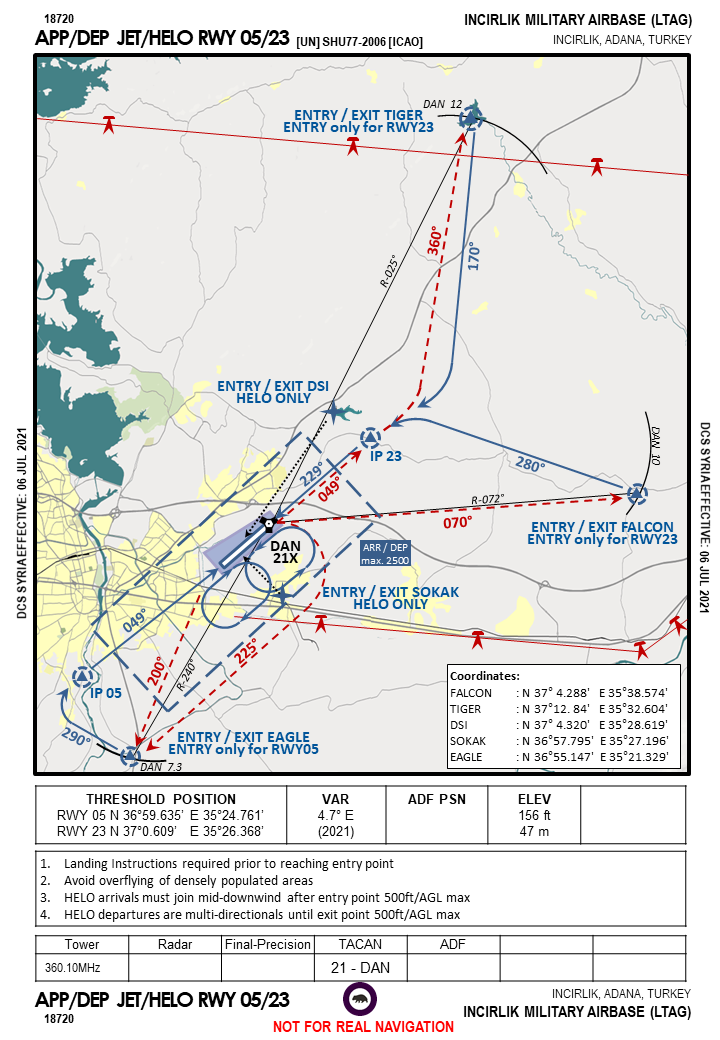 18720
INCIRLIK MILITARY AIRBASE (LTAG)
APP/DEP JET/HELO RWY 05/23 [UN] SHU77-2006 [ICAO]
INCIRLIK, ADANA, TURKEY
DAN 12
ENTRY / EXIT TIGER
ENTRY only for RWY23
360°
170°
R-025°
ENTRY / EXIT DSI
HELO ONLY
IP 23
229°
049°
280°
DAN 10
R-072°
070°
ENTRY / EXIT FALCON
ENTRY only for RWY23
DAN
21X
ARR / DEP
max. 2500
ENTRY / EXIT SOKAK
HELO ONLY
049°
225°
200°
R-240°
IP 05
290°
ENTRY / EXIT EAGLE
ENTRY only for RWY05
DAN 7.3
Coordinates:
FALCON : N 37° 4.288' E 35°38.574'
TIGER : N 37°12. 84' E 35°32.604'
DSI : N 37° 4.320' E 35°28.619'
SOKAK : N 36°57.795' E 35°27.196'
EAGLE : N 36°55.147' E 35°21.329'
DCS SYRIA EFFECTIVE: 06 JUL 2021
DCS SYRIA EFFECTIVE: 06 JUL 2021
THRESHOLD POSITION VAR ADF PSN ELEV
RWY 05 N 36°59.635' E 35°24.761' 4.7° E 156 ft
RWY 23 N 37°0.609' E 35°26.368' (2021) 47 m
1. Landing Instructions required prior to reaching entry point
2. Avoid overflying of densely populated areas
3. HELO arrivals must join mid-downwind after entry point 500ft/AGL max
4. HELO departures are multi-directionals until exit point 500ft/AGL max
Tower Radar Final-Precision TACAN ADF
360.10MHz 21 - DAN
APP/DEP JET/HELO RWY 05/23
INCIRLIK, ADANA, TURKEY
18720
INCIRLIK MILITARY AIRBASE (LTAG)
NOT FOR REAL NAVIGATION